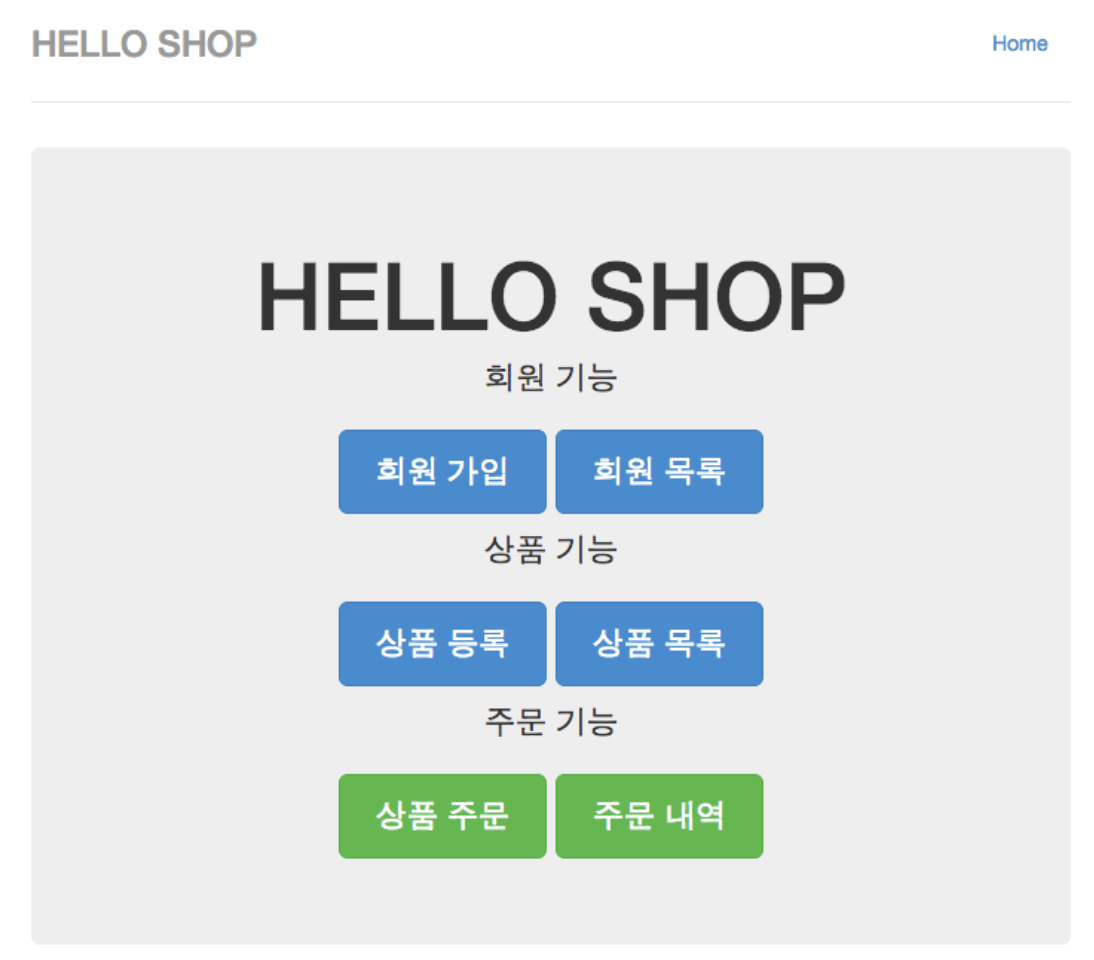 HELLO SHOP
Home
HELLO SHOP
회원 기능
회원 가입 회원 목록
상품 기능
상품 등록 상품 목록
주문 기능
상품 주문 주문 내역